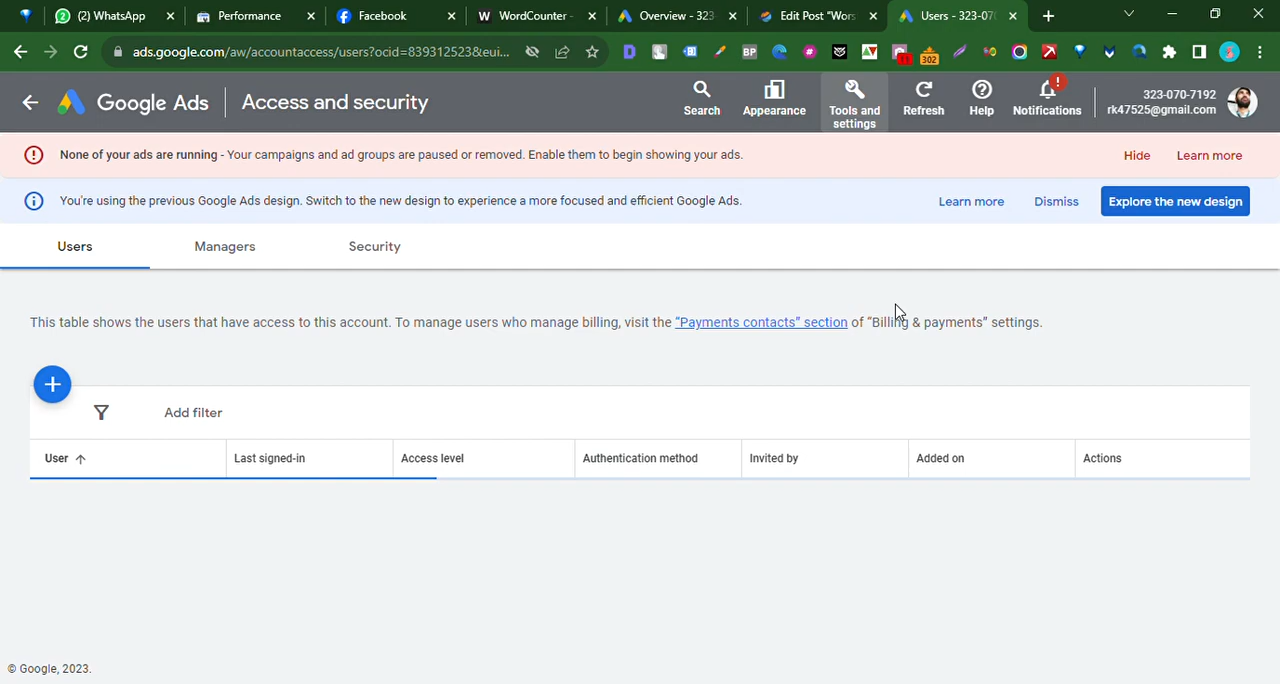 (2) WhatsApp
Performance
Facebook
WordCounter -
Overview - 323
Edit Post "Wors
Users - 323-07
ads.google.com/aw/accountaccess/users?ocid=839312523&eui...
302
Google Ads
Access and security
Search
Appearance
Tools and
settings
Refresh
Help
Notifications
323-070-7192
rk47525@gmail.com
None of your ads are running - Your campaigns and ad groups are paused or removed. Enable them to begin showing your ads.
Hide
Learn more
You're using the previous Google Ads design. Switch to the new design to experience a more focused and efficient Google Ads.
Learn more
Dismiss
Explore the new design
Users
Managers
Security
This table shows the users that have access to this account. To manage users who manage billing, visit the "Payments contacts" section of "Billing & payments" settings.
Add filter
User
Last signed-in
Access level
Authentication method
Invited by
Added on
Actions
© Google, 2023.